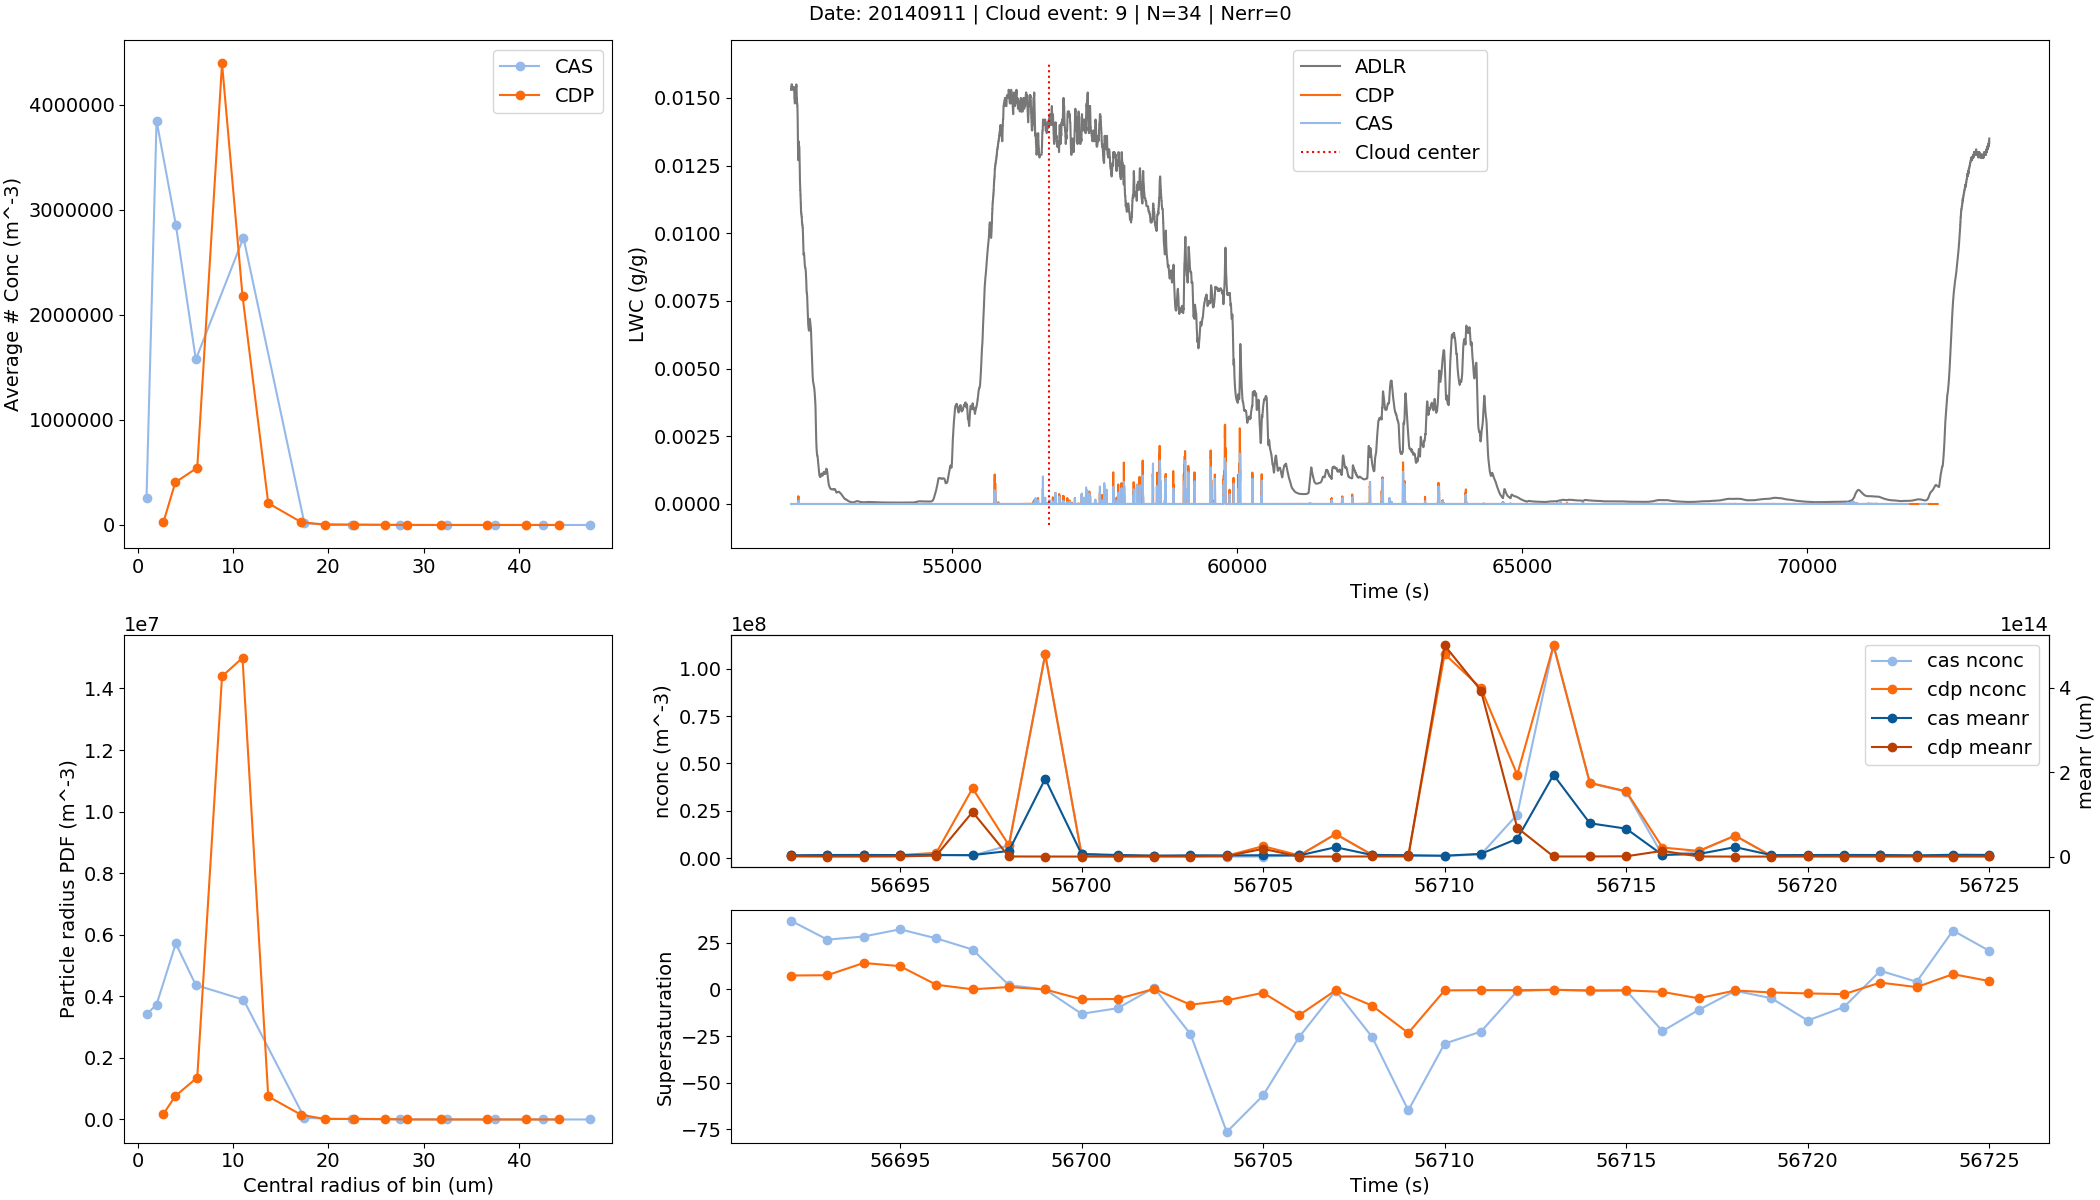 Date: 20140911 | Cloud event: 9 | N=34 | Nerr=0
Average # Conc (m^-3)
4000000
3000000
2000000
1000000
0
0 10 20 30 40
CAS
CDP
LWC (g/g)
0.0150
0.0125
0.0100
0.0075
0.0050
0.0025
0.0000
55000 60000 65000 70000
Time (s)
ADLR
CDP
CAS
Cloud center
1e7
Particle radius PDF (m^-3)
1.4
1.2
1.0
0.8
0.6
0.4
0.2
0.0
0 10 20 30 40
Central radius of bin (um)
1e8
1e14
nconc (m^-3)
1.00
0.75
0.50
0.25
0.00
56695 56700 56705 56710 56715 56720 56725
4
2
0
meanr (um)
cas nconc
cdp nconc
cas meanr
cdp meanr
Supersaturation
25
0
−25
−50
−75
56695 56700 56705 56710 56715 56720 56725
Time (s)